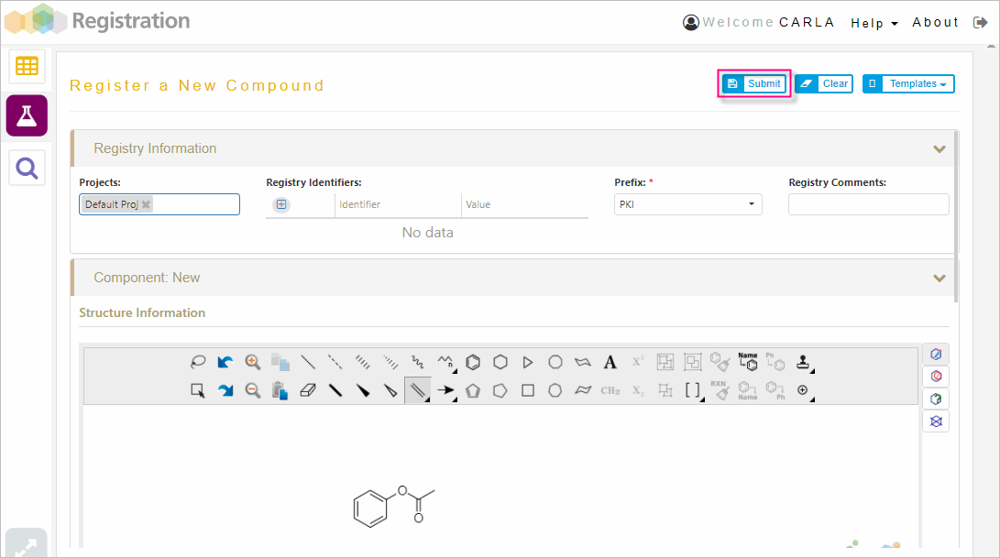 Registration
Welcome CARLA Help About
Register a New Compound
Submit Clear Templates
Registry Information
Projects: Registry Identifiers: Prefix: * Registry Comments:
Default Proj Identifier Value PKI
No data
Component: New
Structure Information
n A X² Name Ph
CH₂ X₂ [ ] RXN Name Ph
O
O